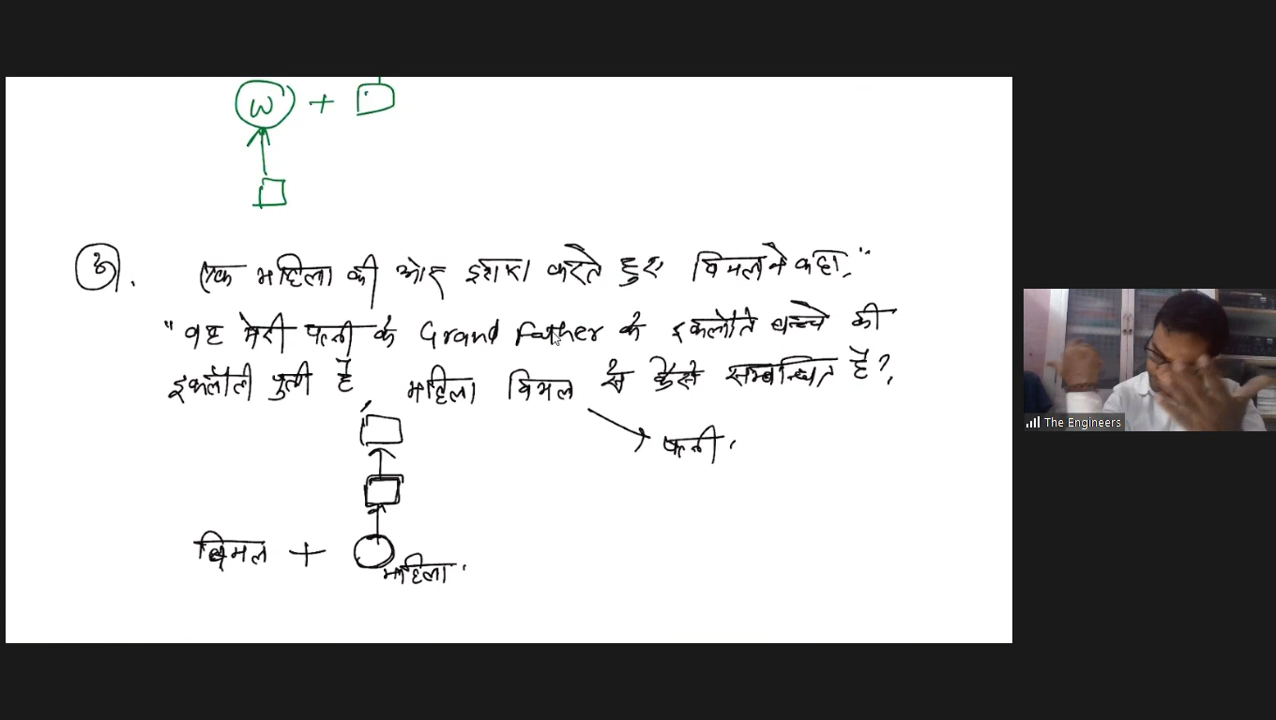 W + 
③. एक महिला की ओर इशारा करते हुए विमल ने कहा, "
"वह मेरी पत्नी के Grand Father के इकलौते बच्चे की
इकलौती पुत्री है, महिला विमल से कैसे सम्बन्धित है?
पत्नी.
विमल + महिला.
The Engineers